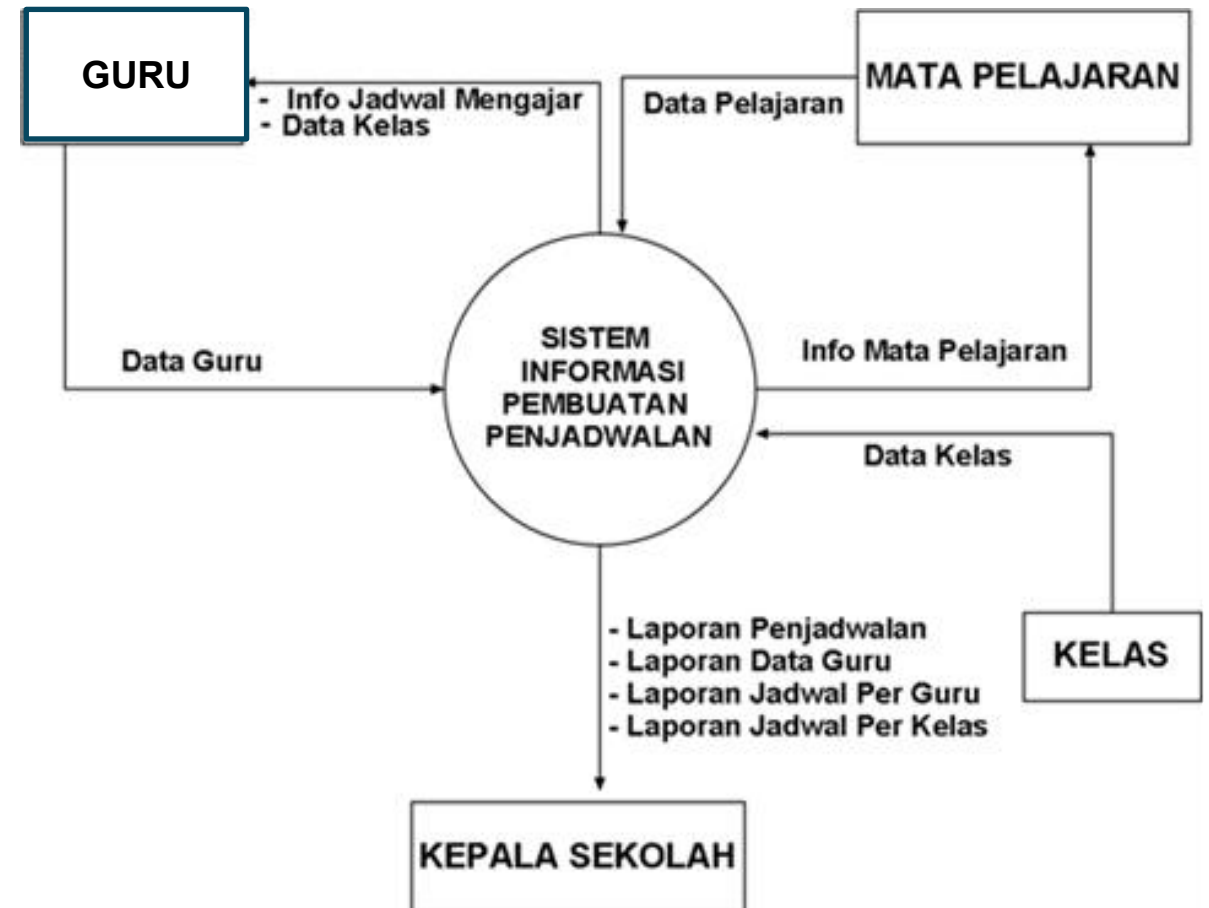 GURU
MATA PELAJARAN
- Info Jadwal Mengajar
- Data Kelas
Data Pelajaran
SISTEM
INFORMASI
PEMBUATAN
PENJADWALAN
Data Guru
Info Mata Pelajaran
Data Kelas
- Laporan Penjadwalan
- Laporan Data Guru
- Laporan Jadwal Per Guru
- Laporan Jadwal Per Kelas
KELAS
KEPALA SEKOLAH